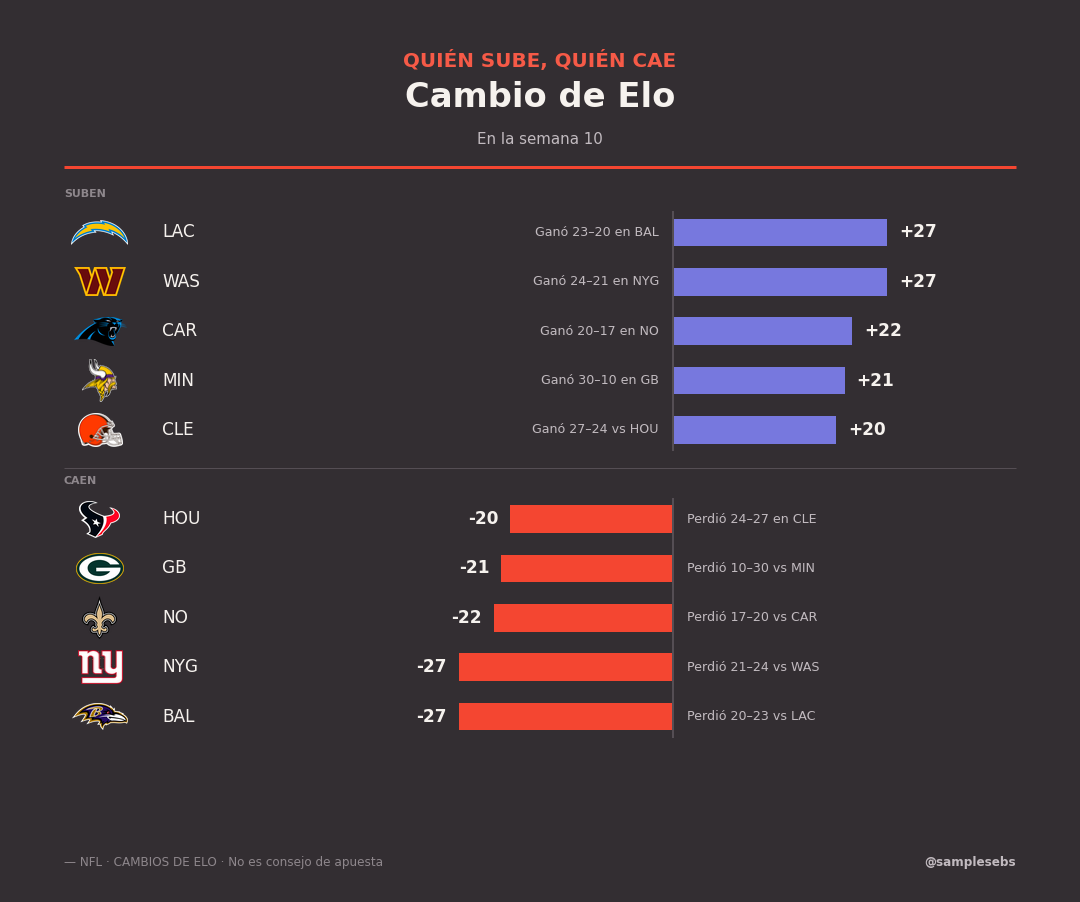 QUIÉN SUBE, QUIÉN CAE
Cambio de Elo
En la semana 10
SUBEN
LAC Ganó 23–20 en BAL +27
WAS Ganó 24–21 en NYG +27
CAR Ganó 20–17 en NO +22
MIN Ganó 30–10 en GB +21
CLE Ganó 27–24 vs HOU +20
CAEN
HOU -20 Perdió 24–27 en CLE
G
GB -21 Perdió 10–30 vs MIN
NO -22 Perdió 17–20 vs CAR
ny
NYG -27 Perdió 21–24 vs WAS
BAL -27 Perdió 20–23 vs LAC
— NFL · CAMBIOS DE ELO · No es consejo de apuesta
@samplesebs